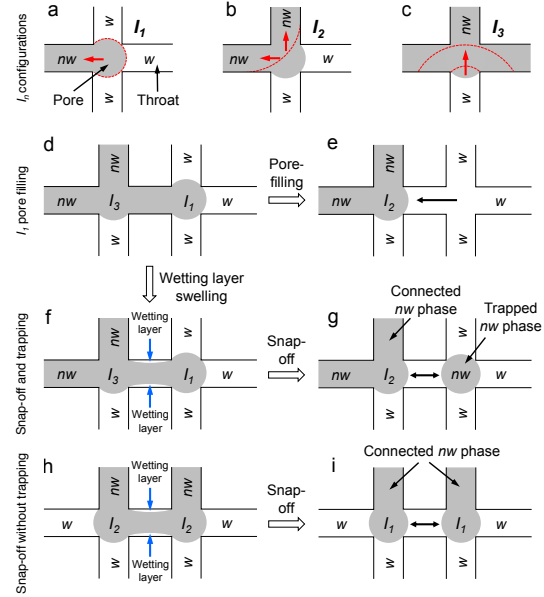 a
b
c
I1
I2
I3
w
nw
w
w
Pore
Throat
nw
nw
w
w
nw
nw
nw
w
In configurations
d
e
nw
w
nw
I3
I1
w
w
w
Pore-
filling
nw
w
nw
I2
w
w
w
I1 pore filling
Wetting layer
swelling
f
g
nw
Wetting
layer
w
nw
I3
I1
w
w
Wetting
layer
w
Snap-
off
Connected
nw phase
Trapped
nw phase
w
nw
I2
nw
w
w
w
Snap-off and trapping
h
i
nw
Wetting
layer
nw
w
I2
I2
w
w
Wetting
layer
w
Snap-
off
Connected nw phase
w
I1
I1
w
w
w
Snap-off without trapping